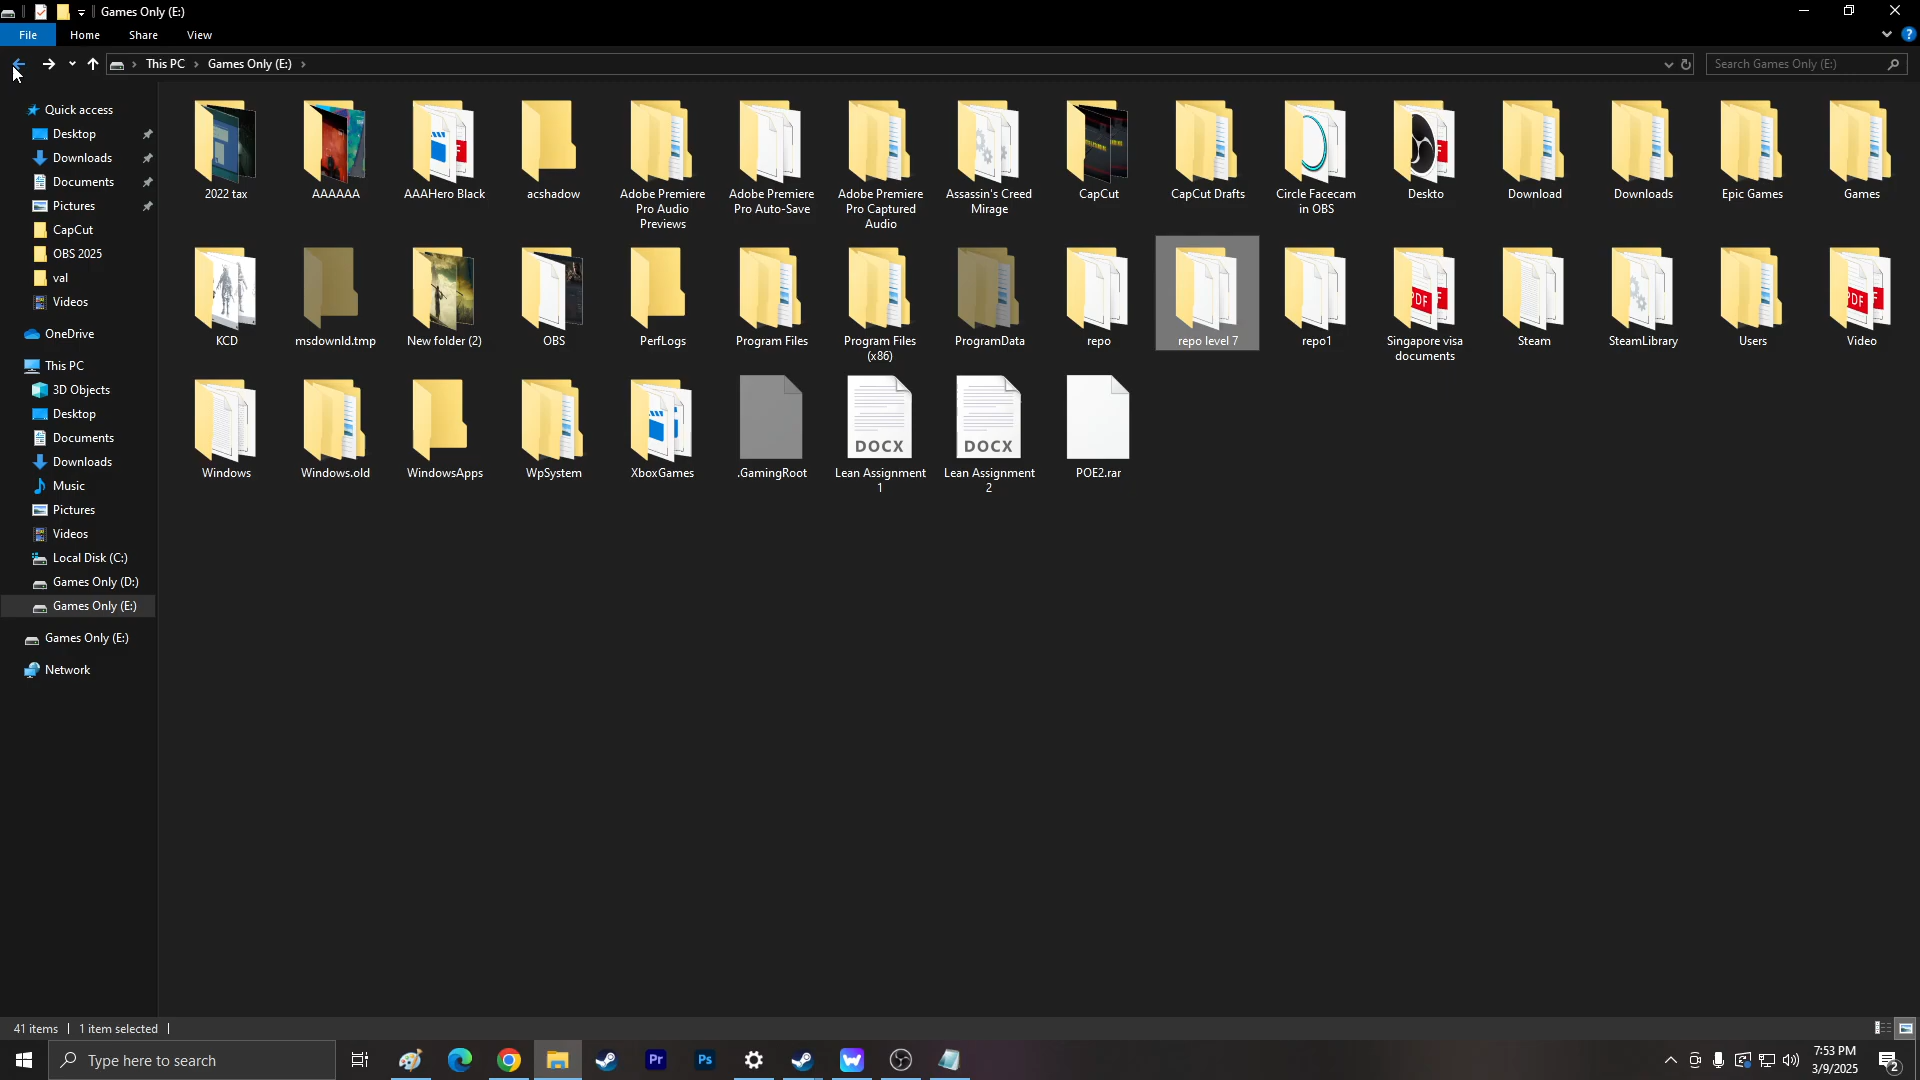 Games Only (E:)
File Home Share View
This PC Games Only (E:)
Search Games Only (E:)
Quick access
Desktop
Downloads
Documents
Pictures
CapCut
OBS 2025
val
Videos
OneDrive
This PC
3D Objects
Desktop
Documents
Downloads
Music
Pictures
Videos
Local Disk (C:)
Games Only (D:)
Games Only (E:)
Games Only (E:)
Network
2022 tax
AAAAAA
AAAHero Black
acshadow
Adobe Premiere
Pro Audio
Previews
Adobe Premiere
Pro Auto-Save
Adobe Premiere
Pro Captured
Audio
Assassin's Creed
Mirage
CapCut
CapCut Drafts
Circle Facecam
in OBS
Deskto
Download
Downloads
Epic Games
Games
KCD
msdownld.tmp
New folder (2)
OBS
PerfLogs
Program Files
Program Files
(x86)
ProgramData
repo
repo level 7
repo1
PDF
Singapore visa
documents
Steam
SteamLibrary
Users
PDF
Video
Windows
Windows.old
WindowsApps
WpSystem
XboxGames
.GamingRoot
DOCX
Lean Assignment
1
DOCX
Lean Assignment
2
POE2.rar
41 items 1 item selected
Type here to search
Pr
Ps
7:53 PM
3/9/2025
2